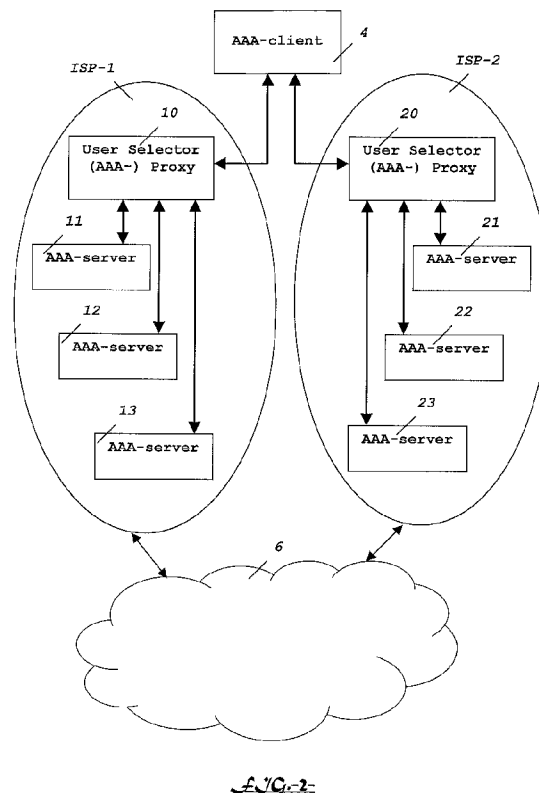 AAA-client
4
ISP-1
ISP-2
10
User Selector
(AAA-) Proxy
20
User Selector
(AAA-) Proxy
11
AAA-server
21
AAA-server
12
AAA-server
22
AAA-server
13
AAA-server
23
AAA-server
6
FIG.-2-